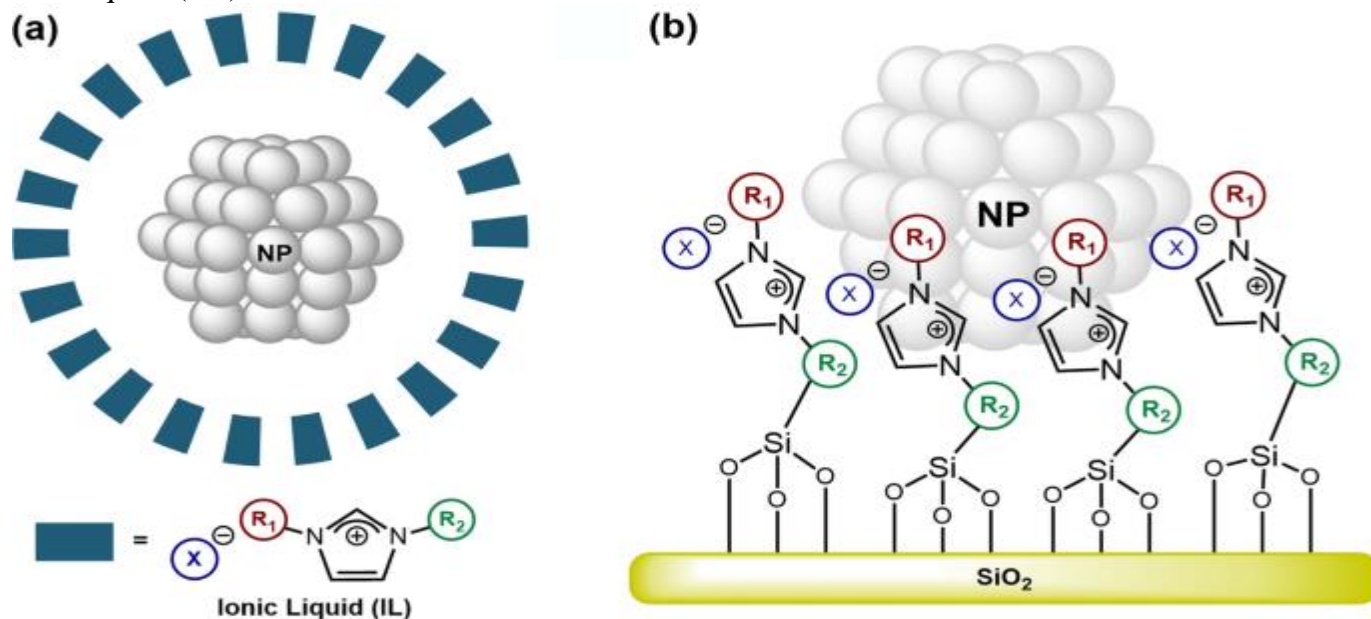 (a)
NP
= X ⊖ R₁ N ⊕ N R₂
Ionic Liquid (IL)
(b)
NP
R₁ R₁ R₁ R₁
X ⊖ X ⊖ X ⊖ X ⊖
N N N N
⊕ ⊕ ⊕ ⊕
N N N N
R₂ R₂ R₂ R₂
Si Si Si Si
O O O O O O O O O O O O
SiO₂